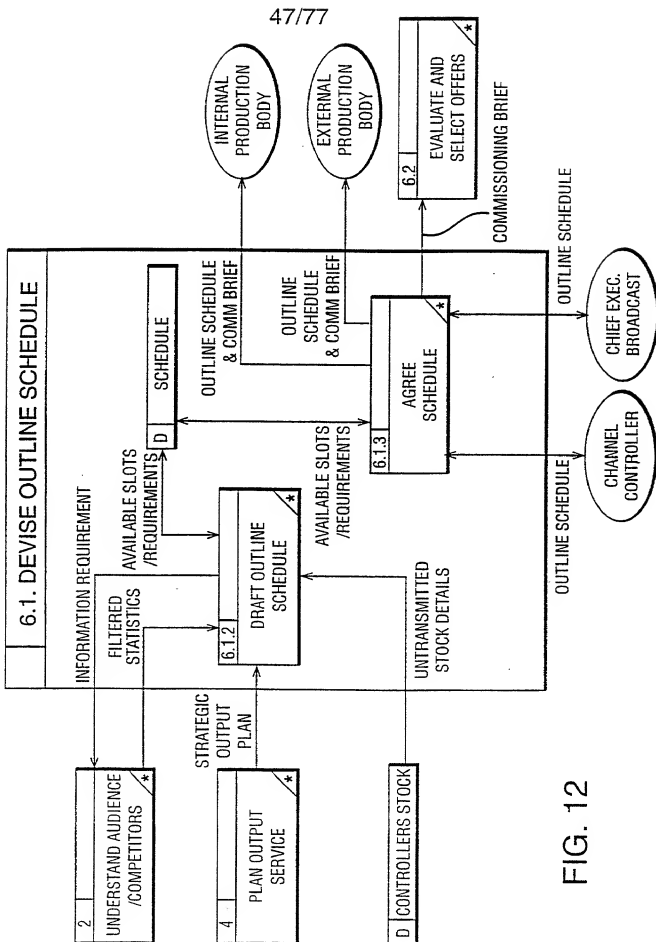 47/77
6.1. DEVISE OUTLINE SCHEDULE
2
UNDERSTAND AUDIENCE
/COMPETITORS
*
4
PLAN OUTPUT
SERVICE
*
D
CONTROLLERS STOCK
INFORMATION REQUIREMENT
FILTERED
STATISTICS
STRATEGIC
OUTPUT
PLAN
UNTRANSMITTED
STOCK DETAILS
6.1.2
DRAFT OUTLINE
SCHEDULE
*
AVAILABLE SLOTS
/REQUIREMENTS
D
SCHEDULE
AVAILABLE SLOTS
/REQUIREMENTS
6.1.3
AGREE
SCHEDULE
*
OUTLINE SCHEDULE
& COMM BRIEF
OUTLINE
SCHEDULE
& COMM BRIEF
INTERNAL
PRODUCTION
BODY
EXTERNAL
PRODUCTION
BODY
6.2
EVALUATE AND
SELECT OFFERS
*
COMMISSIONING BRIEF
OUTLINE SCHEDULE
CHANNEL
CONTROLLER
OUTLINE SCHEDULE
CHIEF EXEC.
BROADCAST
FIG. 12